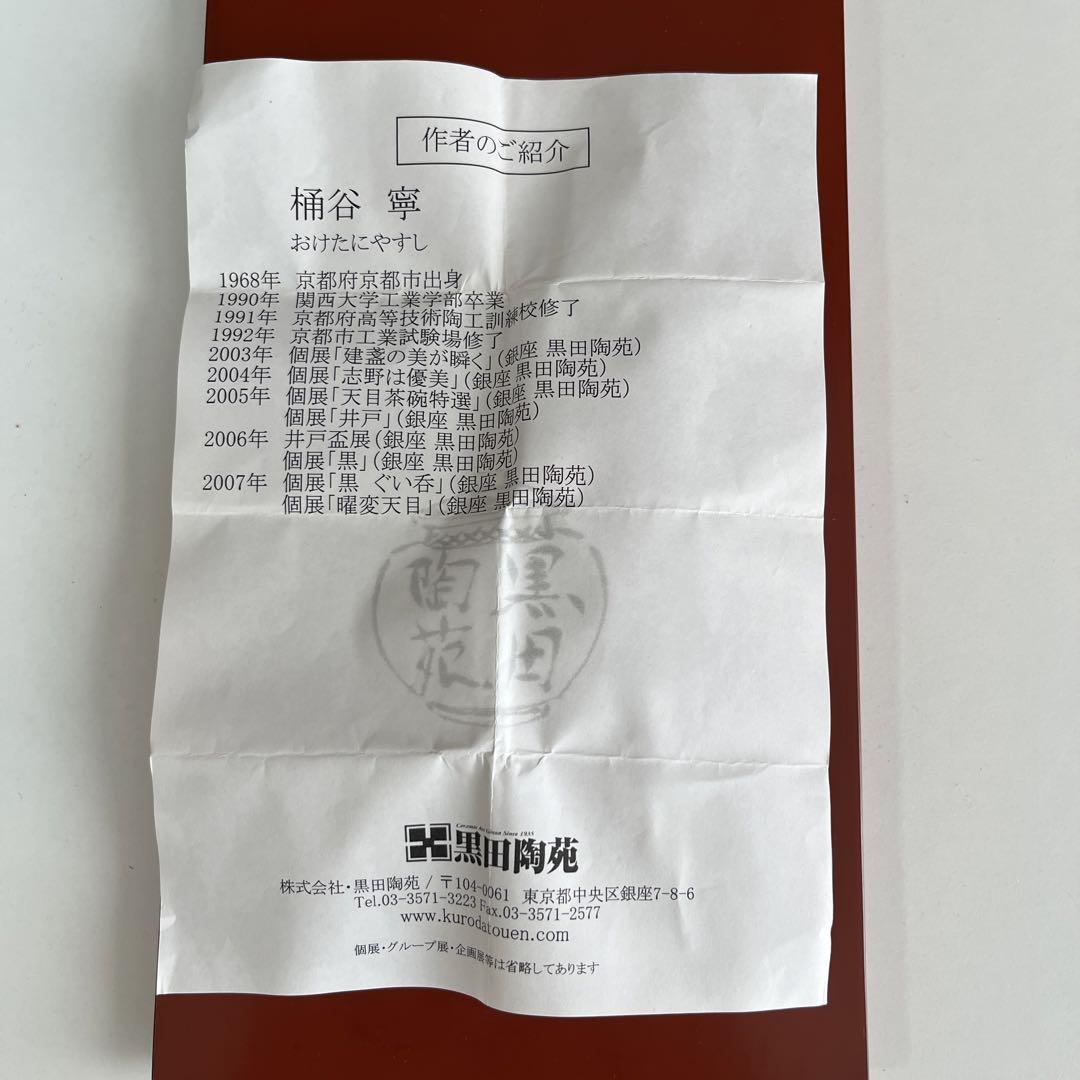 作者のご紹介
桶谷 寧
おけたにやすし
1968年 京都府京都市出身
1990年 関西大学工業学部卒業
1991年 京都府高等技術陶工訓練校修了
1992年 京都市工業試験場修了
2003年 個展「建盞の美が瞬く」(銀座 黒田陶苑)
2004年 個展「志野は優美」(銀座 黒田陶苑)
2005年 個展「天目茶碗特選」(銀座 黒田陶苑)
個展「井戸」(銀座 黒田陶苑)
2006年 井戸盃展(銀座 黒田陶苑)
個展「黒」(銀座 黒田陶苑)
2007年 個展「黒 ぐい呑」(銀座 黒田陶苑)
個展「曜変天目」(銀座 黒田陶苑)
黒田
陶苑
Ceramic Art Since 1935
黒田陶苑
株式会社・黒田陶苑 / 〒104-0061 東京都中央区銀座7-8-6
Tel.03-3571-3223 Fax.03-3571-2577
www.kurodatouen.com
個展・グループ展・企画展等は省略してあります